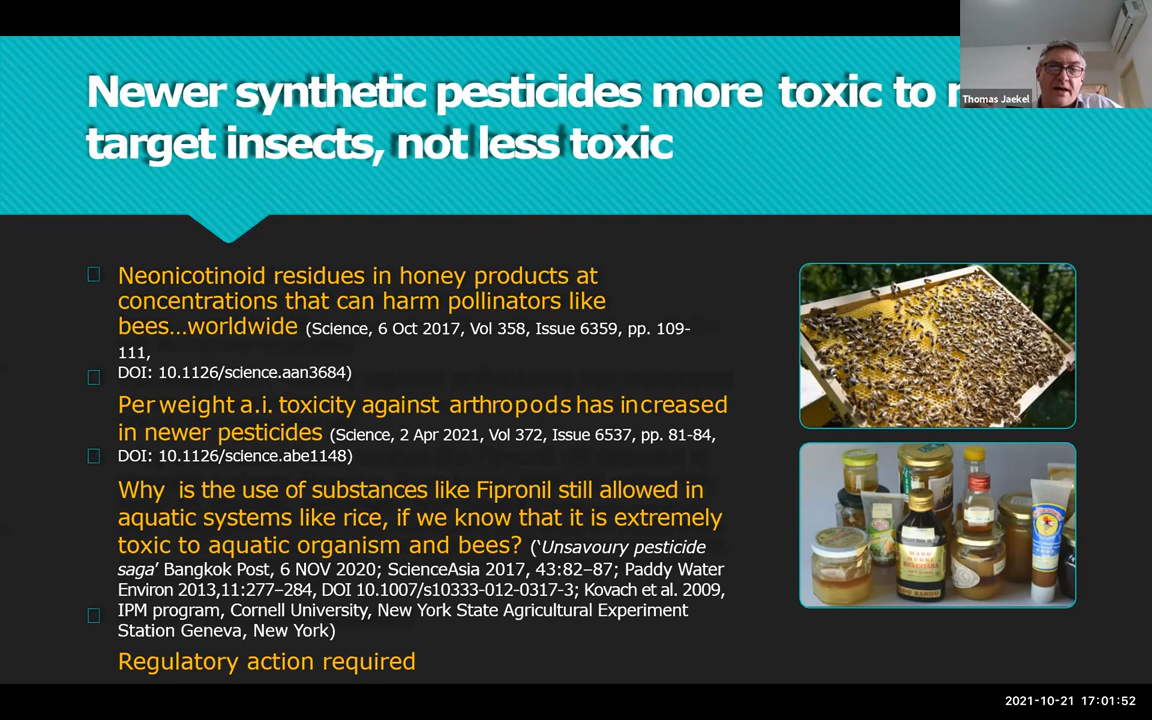 Newer synthetic pesticides more toxic to
target insects, not less toxic
Thomas Jaekel
Neonicotinoid residues in honey products at
concentrations that can harm pollinators like
bees…worldwide (Science, 6 Oct 2017, Vol 358, Issue 6359, pp. 109-
111,
DOI: 10.1126/science.aan3684)
Per weight a.i. toxicity against arthropods has increased
in newer pesticides (Science, 2 Apr 2021, Vol 372, Issue 6537, pp. 81-84,
DOI: 10.1126/science.abe1148)
Why is the use of substances like Fipronil still allowed in
aquatic systems like rice, if we know that it is extremely
toxic to aquatic organism and bees? (‘Unsavoury pesticide
saga’ Bangkok Post, 6 NOV 2020; ScienceAsia 2017, 43:82–87; Paddy Water
Environ 2013,11:277–284, DOI 10.1007/s10333-012-0317-3; Kovach et al. 2009,
IPM program, Cornell University, New York State Agricultural Experiment
Station Geneva, New York)
Regulatory action required
MADU
MURNI
NUSANTARA
2021-10-21 17:01:52